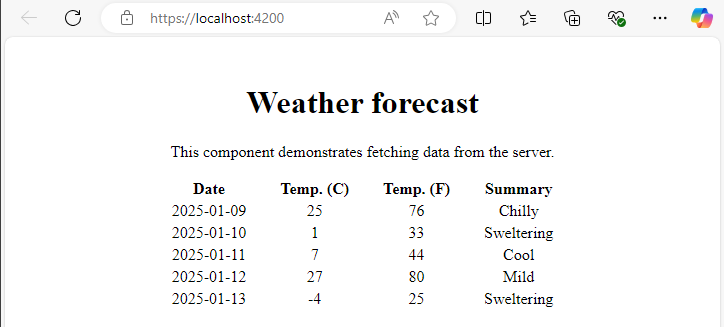 https://localhost:4200
Weather forecast
This component demonstrates fetching data from the server.
Date Temp. (C) Temp. (F) Summary
2025-01-09 25 76 Chilly
2025-01-10 1 33 Sweltering
2025-01-11 7 44 Cool
2025-01-12 27 80 Mild
2025-01-13 -4 25 Sweltering